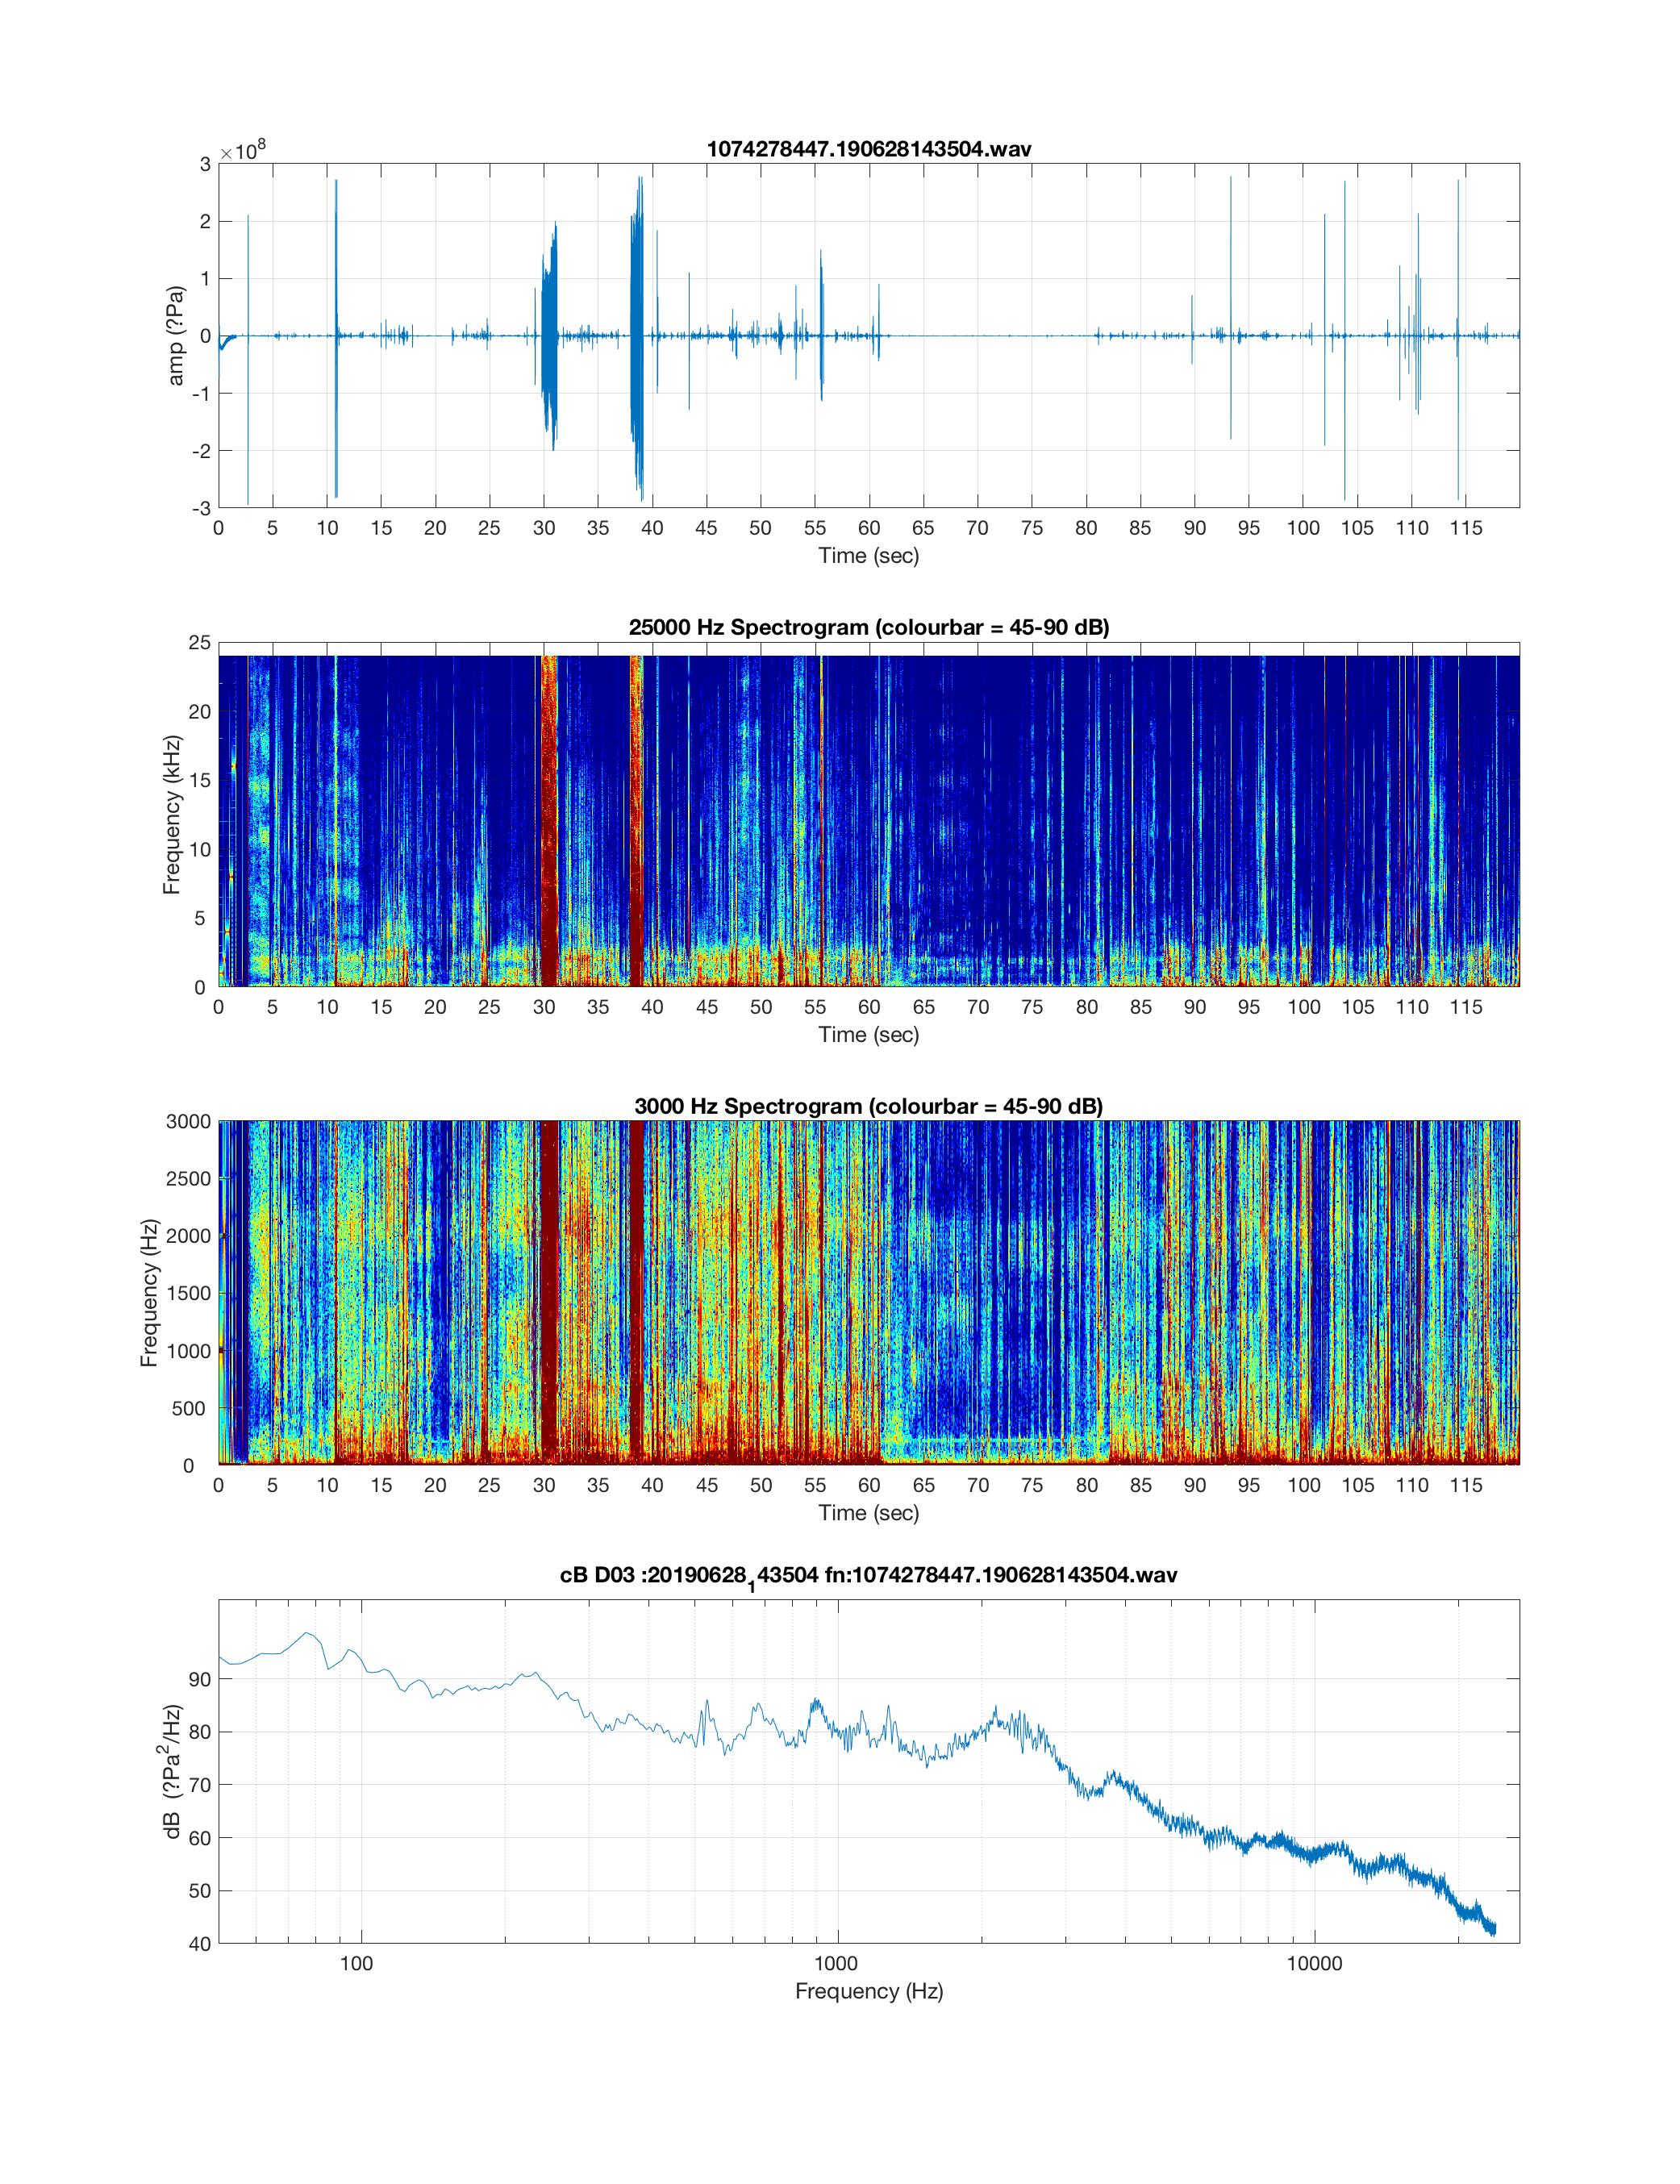 1074278447.190628143504.wav
×10^8
3
2
1
0
-1
-2
-3
amp (?Pa)
0 5 10 15 20 25 30 35 40 45 50 55 60 65 70 75 80 85 90 95 100 105 110 115
Time (sec)
25000 Hz Spectrogram (colourbar = 45-90 dB)
25
20
15
10
5
0
Frequency (kHz)
0 5 10 15 20 25 30 35 40 45 50 55 60 65 70 75 80 85 90 95 100 105 110 115
Time (sec)
3000 Hz Spectrogram (colourbar = 45-90 dB)
3000
2500
2000
1500
1000
500
0
Frequency (Hz)
0 5 10 15 20 25 30 35 40 45 50 55 60 65 70 75 80 85 90 95 100 105 110 115
Time (sec)
cB D03 :20190628_143504 fn:1074278447.190628143504.wav
90
80
70
60
50
40
dB (?Pa^2/Hz)
100 1000 10000
Frequency (Hz)